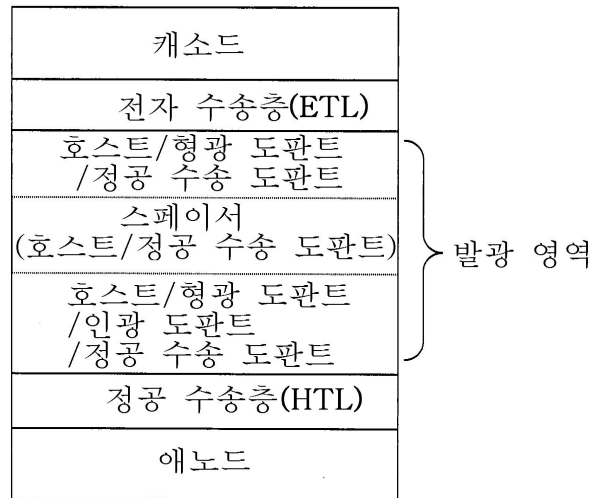 캐소드
전자 수송층(ETL)
호스트/형광 도판트
/정공 수송 도판트
스페이서
(호스트/정공 수송 도판트)
호스트/형광 도판트
/인광 도판트
/정공 수송 도판트
정공 수송층(HTL)
애노드
발광 영역